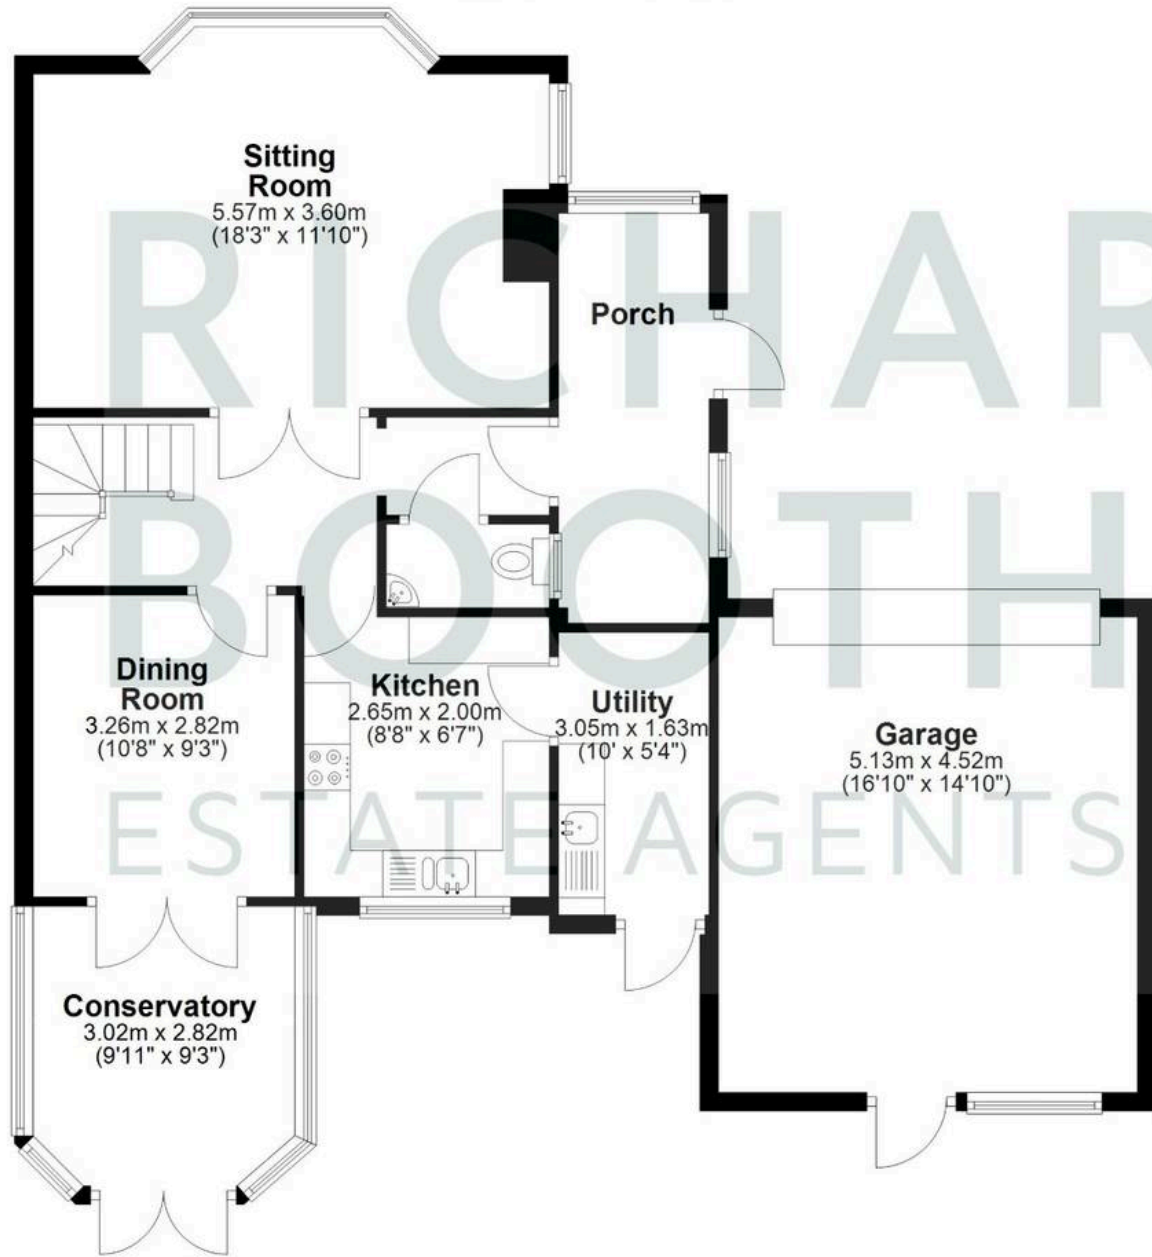 Sitting
Room
5.57m x 3.60m
(18'3" x 11'10")
Porch
RICHAR
BOOTH
Dining
Room
3.26m x 2.82m
(10'8" x 9'3")
Kitchen
2.65m x 2.00m
(8'8" x 6'7")
Utility
3.05m x 1.63m
(10' x 5'4")
Garage
5.13m x 4.52m
(16'10" x 14'10")
ESTATE AGENTS
Conservatory
3.02m x 2.82m
(9'11" x 9'3")